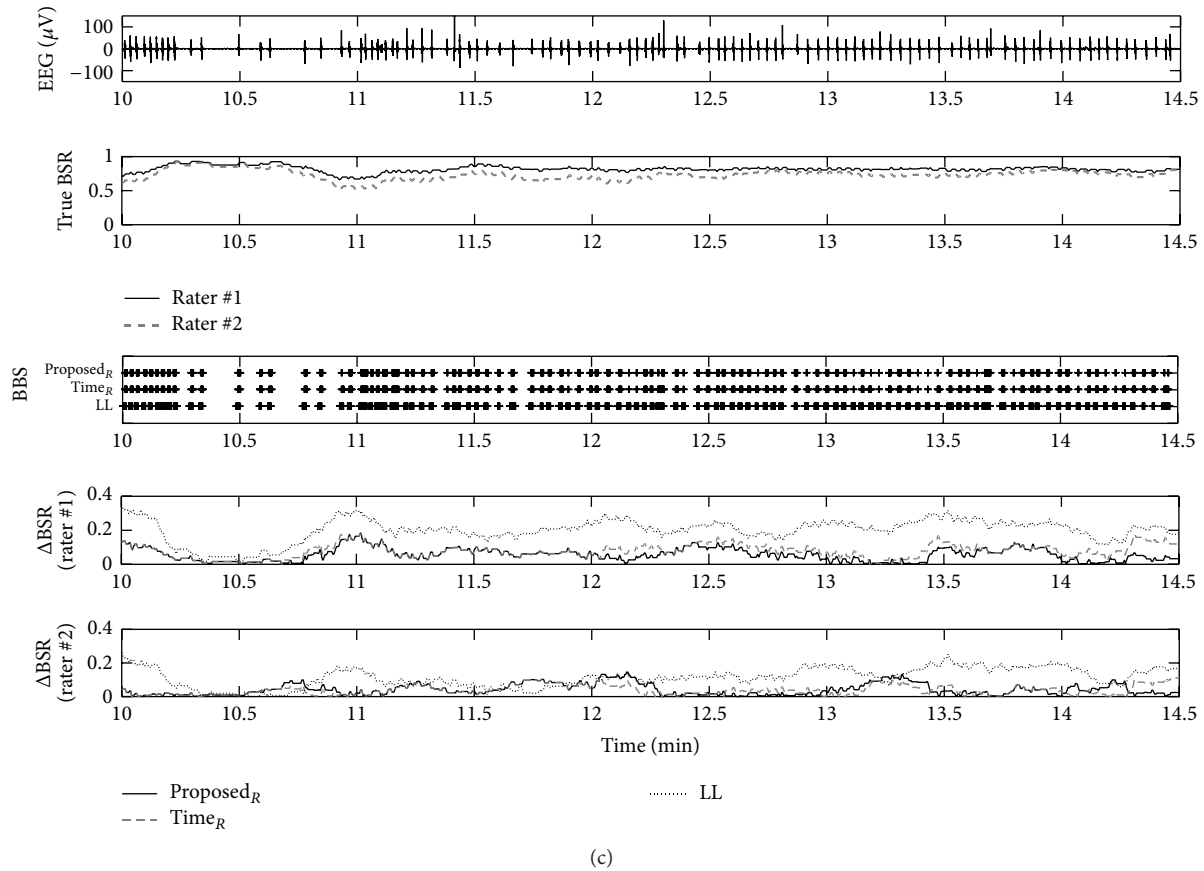 EEG (μV)
100
0
−100
10 10.5 11 11.5 12 12.5 13 13.5 14 14.5
True BSR
1
0.5
0
10 10.5 11 11.5 12 12.5 13 13.5 14 14.5
Rater #1
Rater #2
BBS
Proposed_R
Time_R
LL
10 10.5 11 11.5 12 12.5 13 13.5 14 14.5
ΔBSR
(rater #1)
0.4
0.2
0
10 10.5 11 11.5 12 12.5 13 13.5 14 14.5
ΔBSR
(rater #2)
0.4
0.2
0
10 10.5 11 11.5 12 12.5 13 13.5 14 14.5
Time (min)
Proposed_R
Time_R
LL
(c)